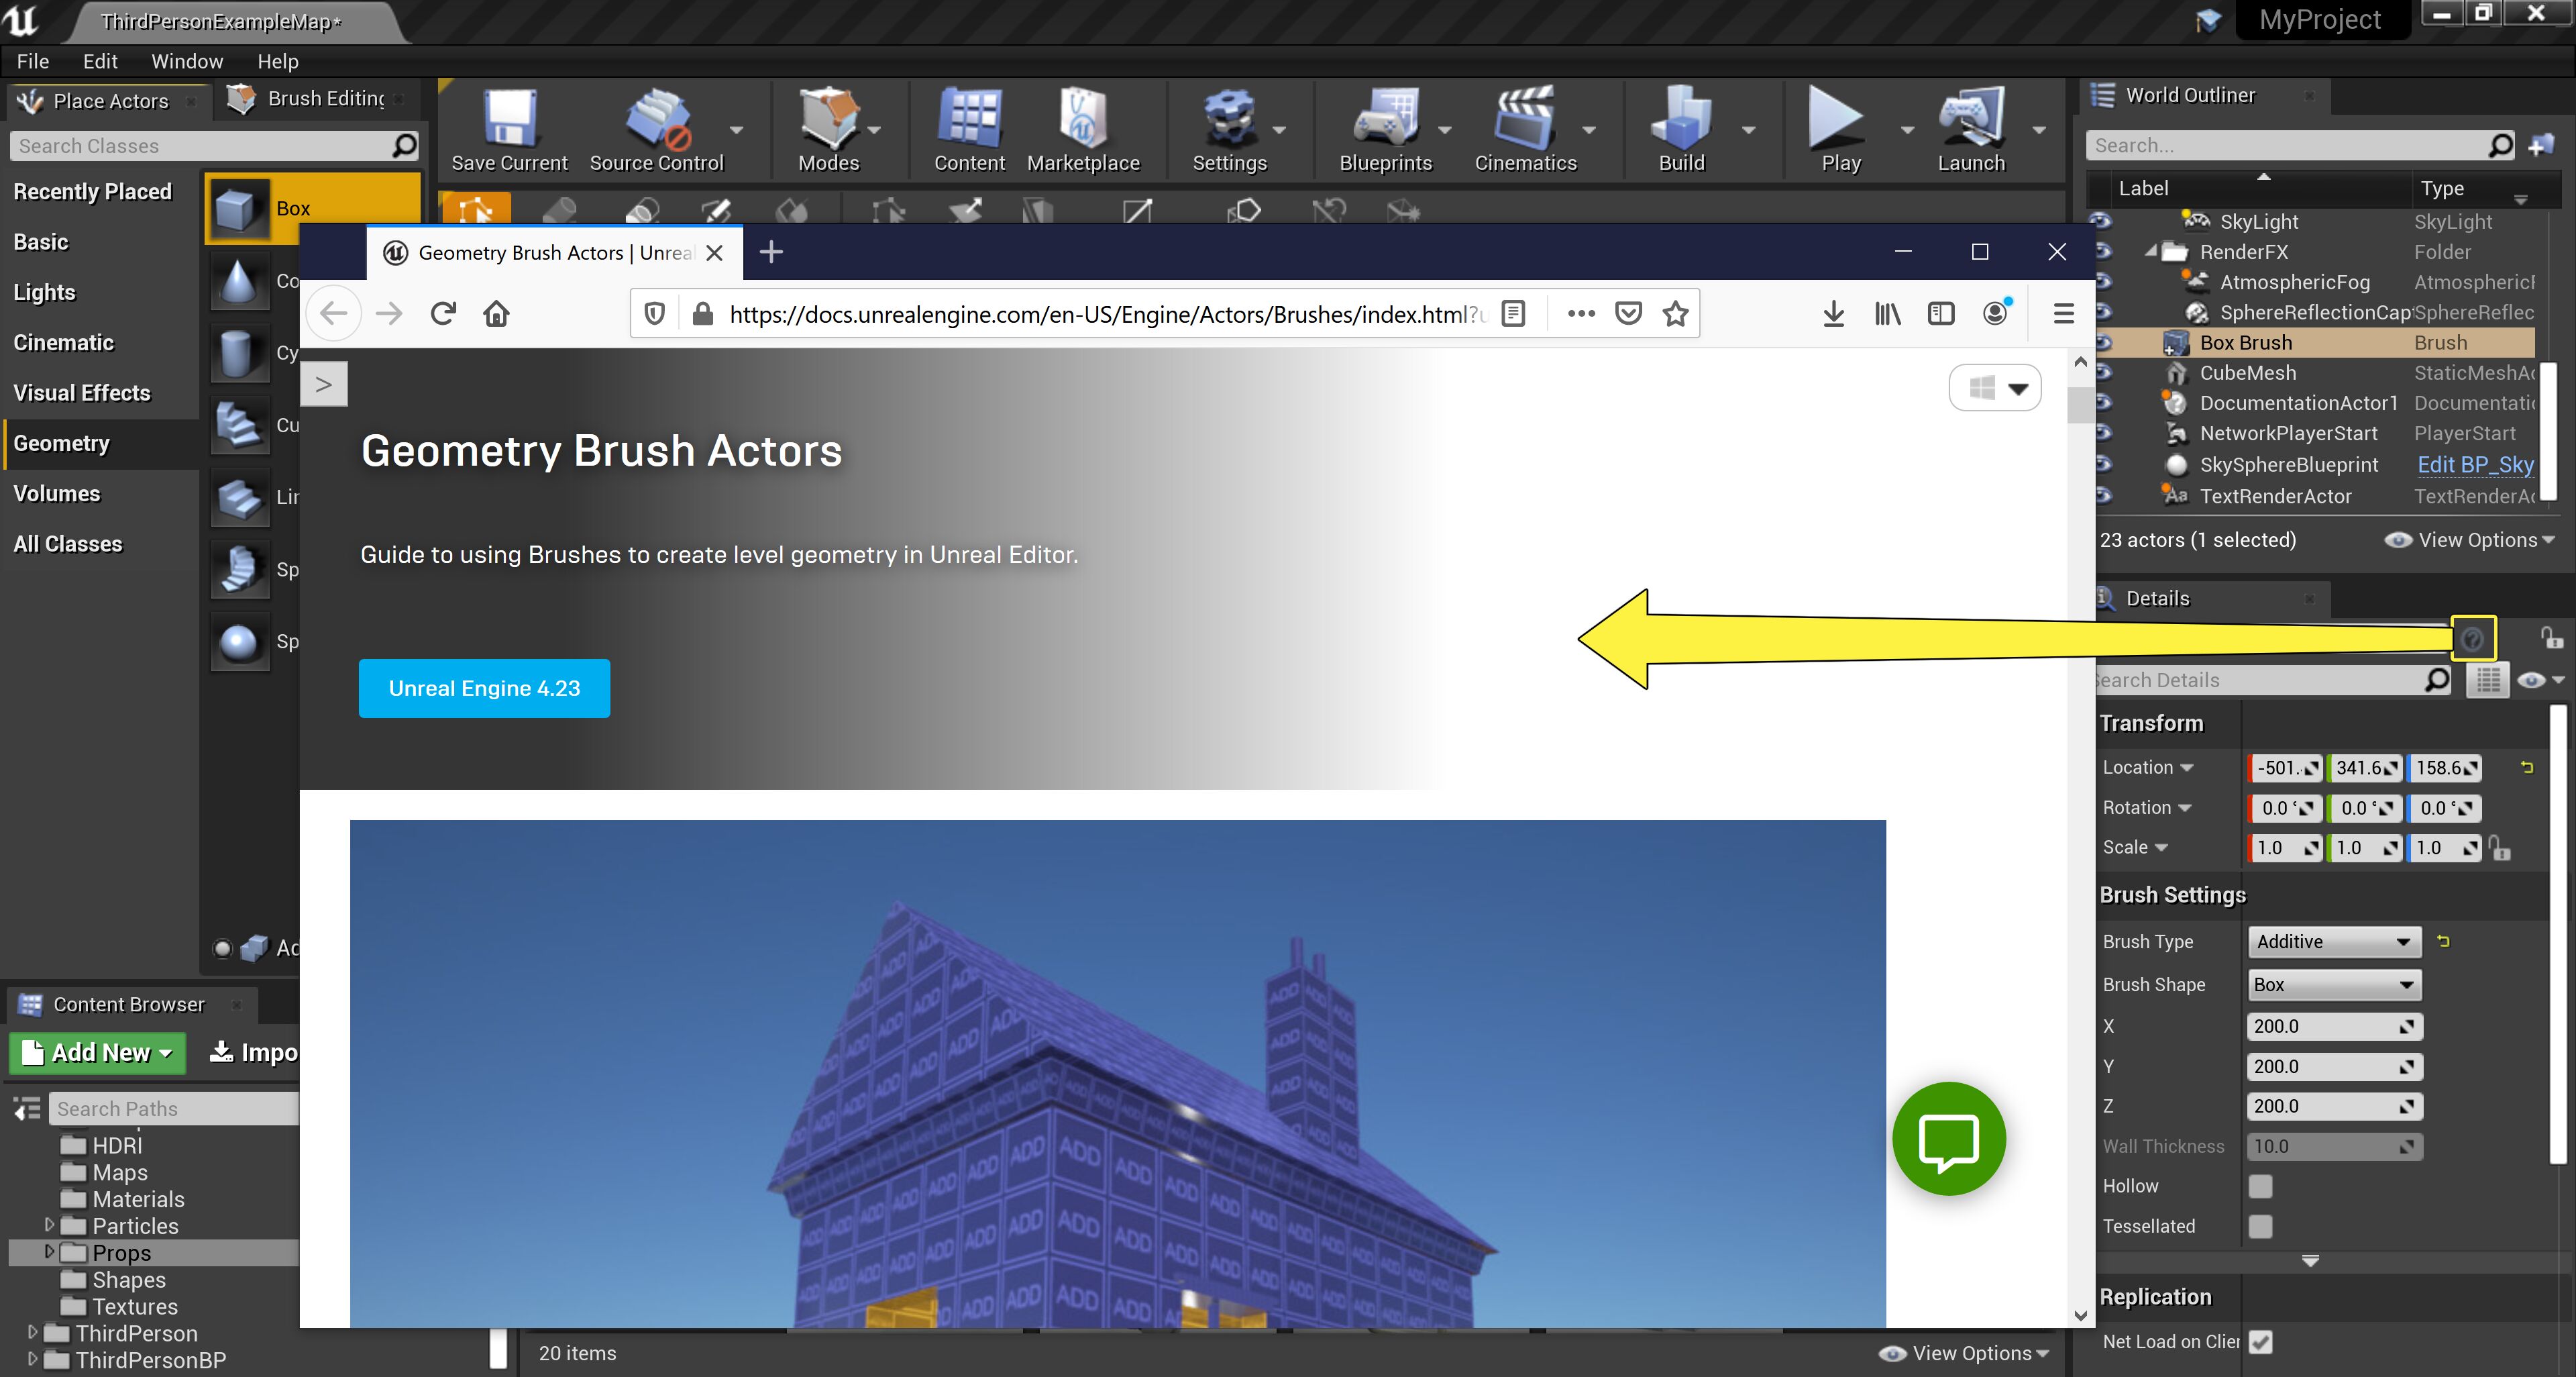 ThirdPersonExampleMap*
MyProject
File Edit Window Help
Place Actors
Brush Editing
Search Classes
Recently Placed
Basic
Lights
Cinematic
Visual Effects
Geometry
Volumes
All Classes
Box
Co
Cy
Cu
Lir
Sp
Sp
Ad
Save Current
Source Control
Modes
Content
Marketplace
Settings
Blueprints
Cinematics
Build
Play
Launch
Geometry Brush Actors | Unreal
https://docs.unrealengine.com/en-US/Engine/Actors/Brushes/index.html?u
>
Geometry Brush Actors
Guide to using Brushes to create level geometry in Unreal Editor.
Unreal Engine 4.23
ADD
World Outliner
Search...
Label Type
SkyLight SkyLight
RenderFX Folder
AtmosphericFog AtmosphericF
SphereReflectionCapt SphereReflec
Box Brush Brush
CubeMesh StaticMeshAc
DocumentationActor1 Documentatic
NetworkPlayerStart PlayerStart
SkySphereBlueprint Edit BP_Sky
TextRenderActor TextRenderAc
23 actors (1 selected) View Options
Details
Search Details
Transform
Location -501. 341.6 158.6
Rotation 0.0 ° 0.0 ° 0.0 °
Scale 1.0 1.0 1.0
Brush Settings
Brush Type Additive
Brush Shape Box
X 200.0
Y 200.0
Z 200.0
Wall Thickness 10.0
Hollow
Tessellated
Replication
Net Load on Clier
Content Browser
Add New
Impo
Search Paths
HDRI
Maps
Materials
Particles
Props
Shapes
Textures
ThirdPerson
ThirdPersonBP
20 items
View Options